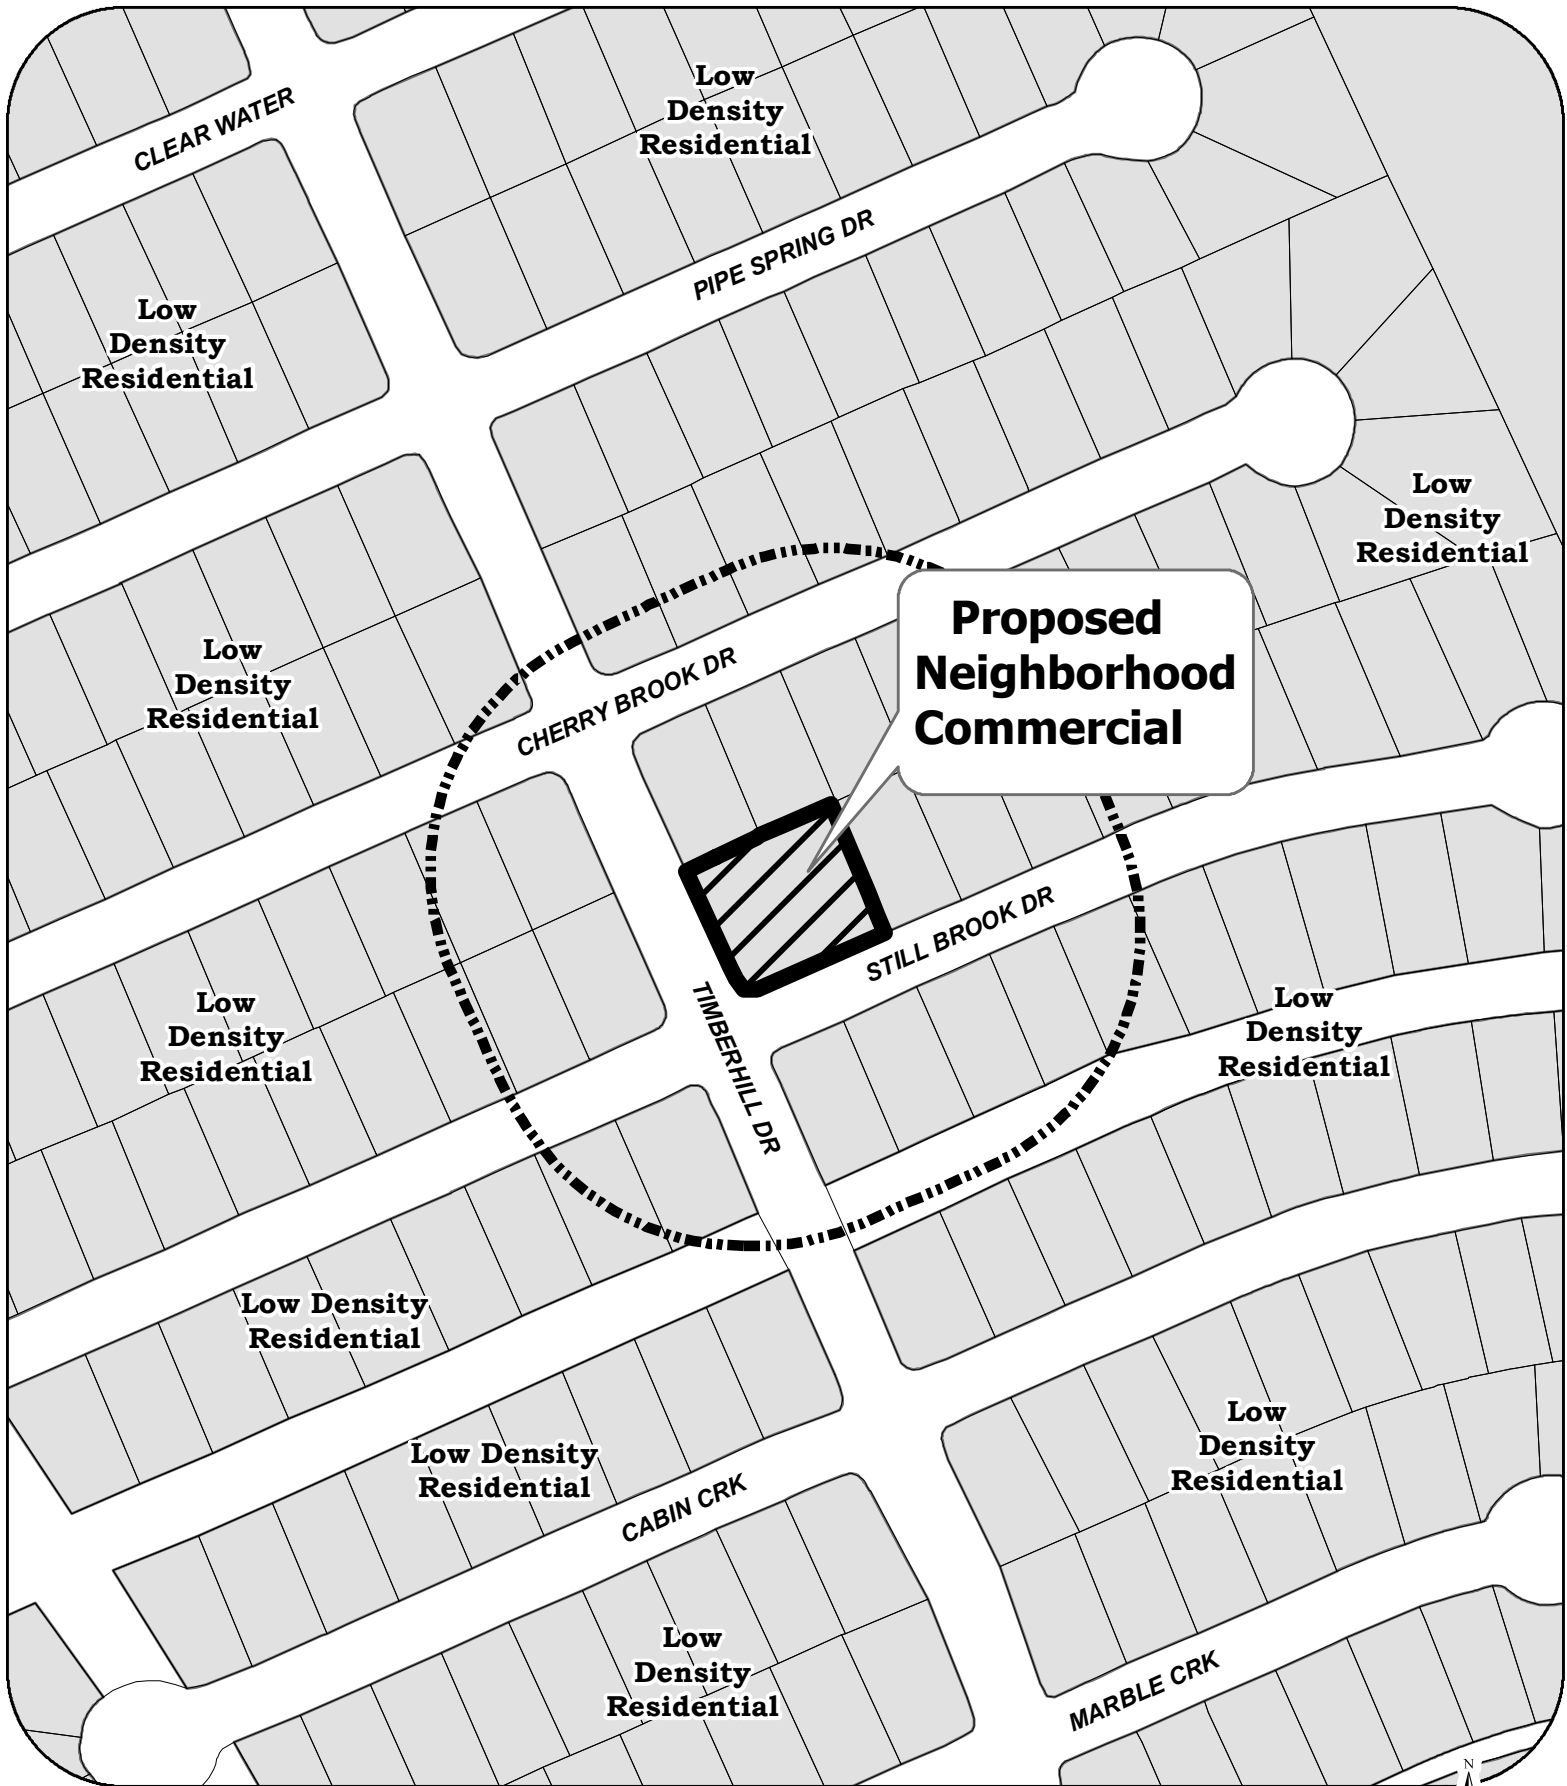 Low
Density
Residential
CLEAR WATER
PIPE SPRING DR
Low
Density
Residential
Low
Density
Residential
Proposed
Neighborhood
Commercial
Low
Density
Residential
CHERRY BROOK DR
STILL BROOK DR
Low
Density
Residential
Low
Density
Residential
TIMBERHILL DR
Low Density
Residential
Low
Density
Residential
Low Density
Residential
CABIN CRK
Low
Density
Residential
MARBLE CRK
N